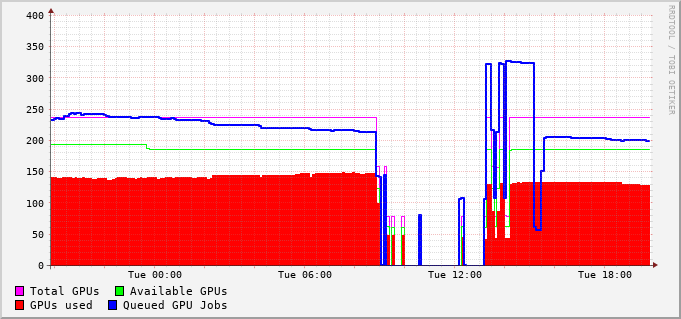 400
350
300
250
200
150
100
50
0
Tue 00:00 Tue 06:00 Tue 12:00 Tue 18:00
Total GPUs Available GPUs
GPUs used Queued GPU Jobs
RRDTOOL / TOBI OETIKER